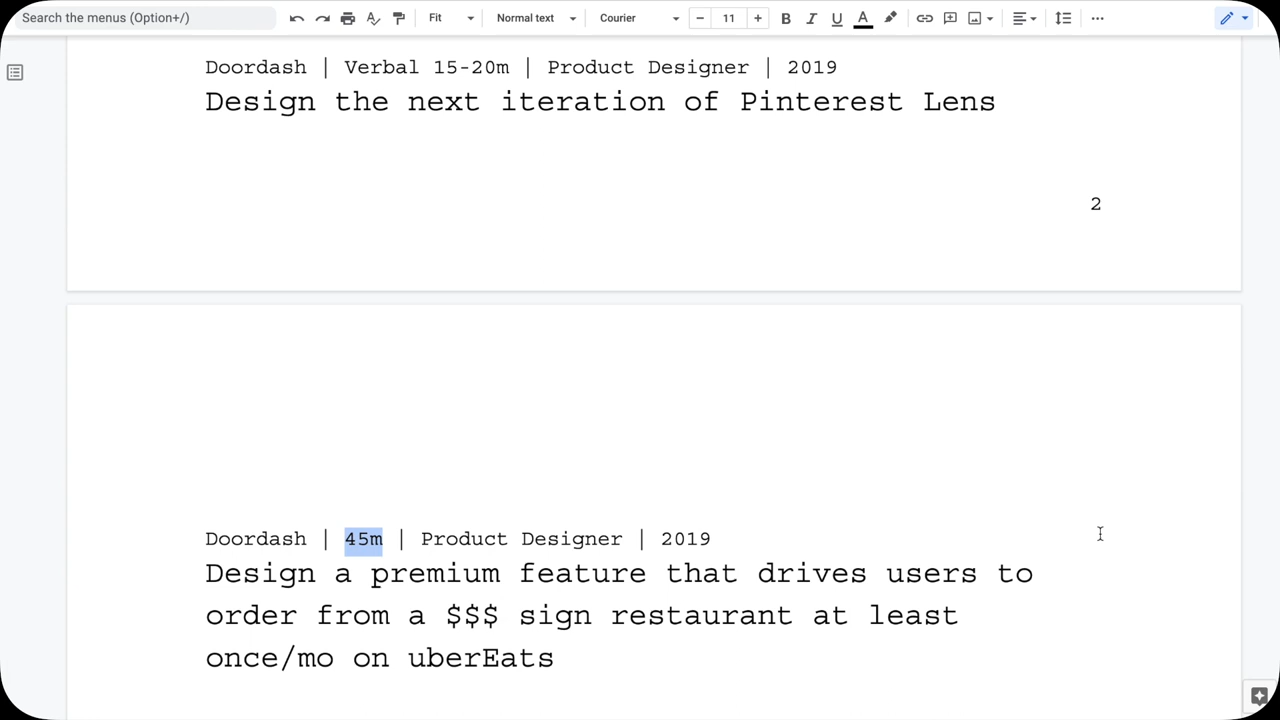 Search the menus (Option+/)
Fit
Normal text
Courier
11
B I U A
Doordash | Verbal 15-20m | Product Designer | 2019
Design the next iteration of Pinterest Lens
2
Doordash | 45m | Product Designer | 2019
Design a premium feature that drives users to
order from a $$$ sign restaurant at least
once/mo on uberEats